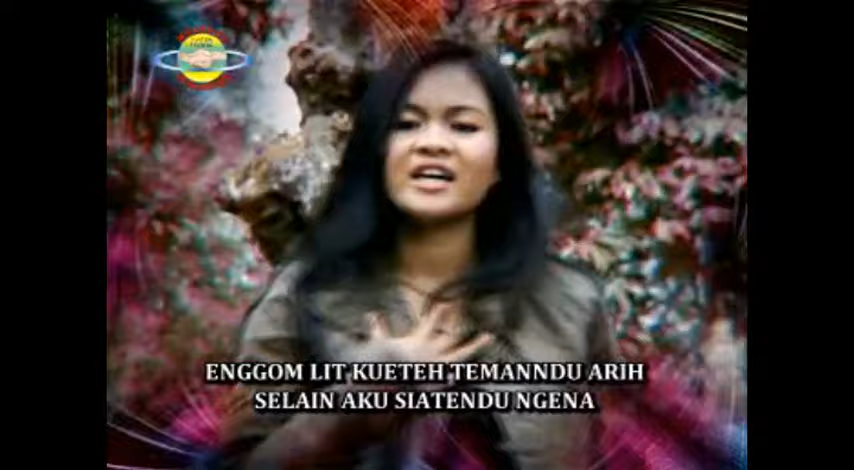 ENGGOM LIT KUETEH TEMANNDU ARIH
SELAIN AKU SIATENDU NGENA